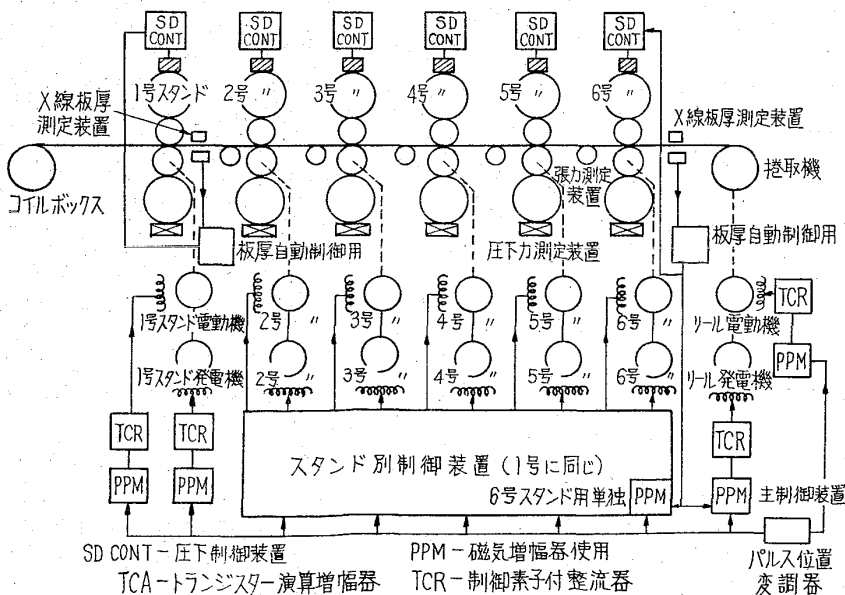 SD CONT
SD CONT
SD CONT
SD CONT
SD CONT
SD CONT
1号スタンド
2号 〃
3号 〃
4号 〃
5号 〃
6号 〃
X線板厚
測定装置
X線板厚測定装置
コイルボックス
張力測定
装置
捲取機
板厚自動制御用
圧下力測定装置
板厚自動制御用
1号スタンド電動機
2号 〃
3号 〃
4号 〃
5号 〃
6号 〃
リール電動機
TCR
PPM
1号スタンド発電機
2号 〃
3号 〃
4号 〃
5号 〃
6号 〃
リール発電機
TCR
TCR
TCR
スタンド別制御装置(1号に同じ)
PPM
PPM
6号スタンド用単独
PPM
PPM
主制御装置
SD CONT-圧下制御装置
PPM-磁気増幅器使用
パルス位置
変調器
TCA-トランジスター演算増幅器
TCR-制御素子付整流器